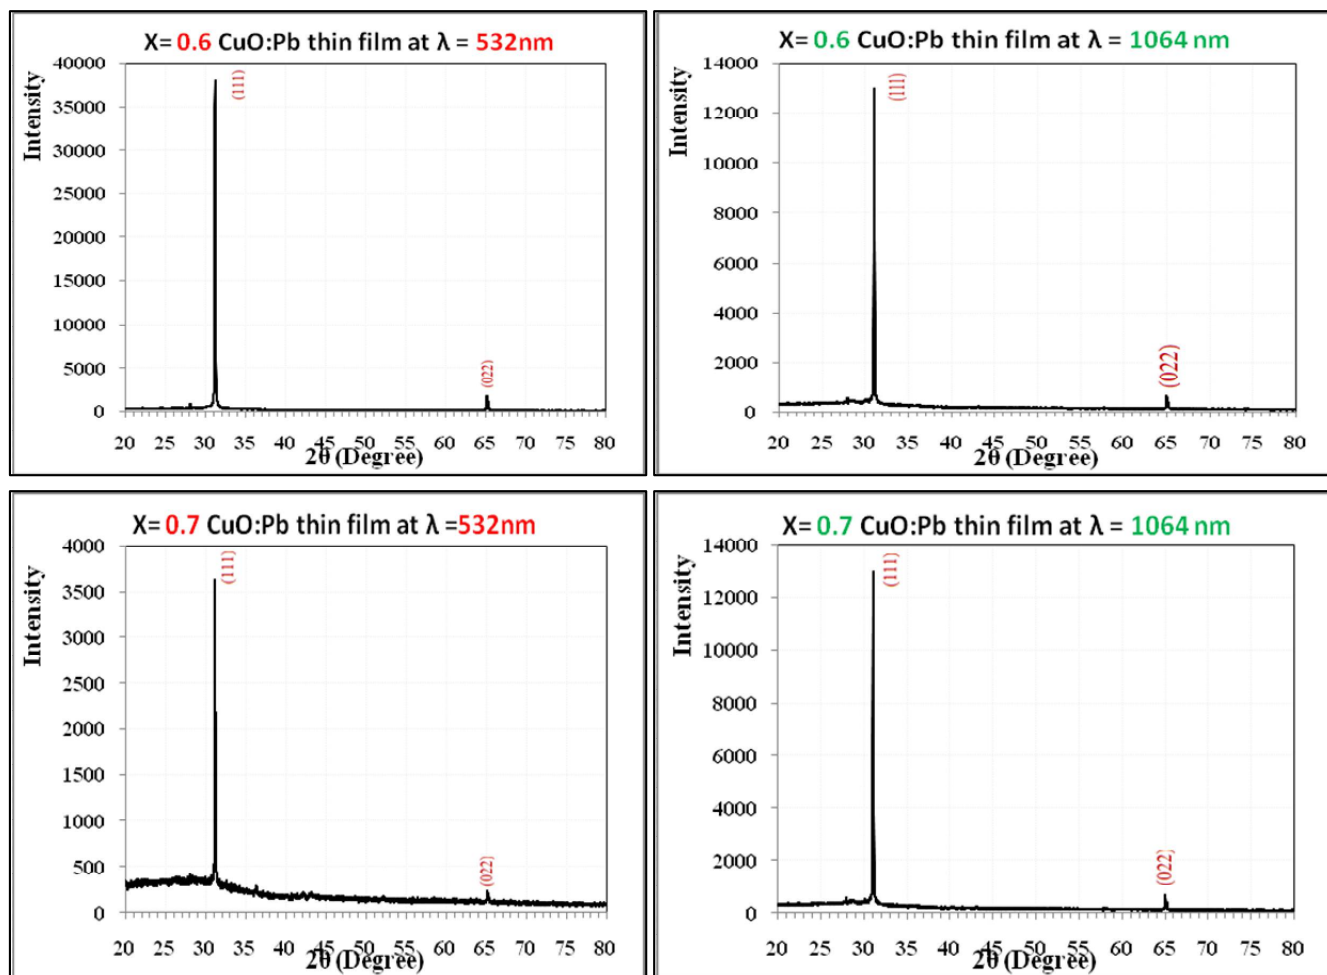 X= 0.6 CuO:Pb thin film at λ = 532nm
40000
35000
30000
25000
20000
15000
10000
5000
0
Intensity
(111)
(022)
20 25 31 35 40 45 50 55 60 65 70 75 80
2θ (Degree)
X= 0.6 CuO:Pb thin film at λ = 1064 nm
14000
12000
10000
8000
6000
4000
2000
0
Intensity
(111)
(022)
20 25 31 35 40 45 50 55 60 65 70 75 80
2θ (Degree)
X= 0.7 CuO:Pb thin film at λ =532nm
4000
3500
3000
2500
2000
1500
1000
500
0
Intensity
(111)
(022)
20 25 31 35 40 45 50 55 60 65 70 75 80
2θ (Degree)
X= 0.7 CuO:Pb thin film at λ = 1064 nm
14000
12000
10000
8000
6000
4000
2000
0
Intensity
(111)
(022)
20 25 31 35 40 45 50 55 60 65 70 75 80
2θ (Degree)